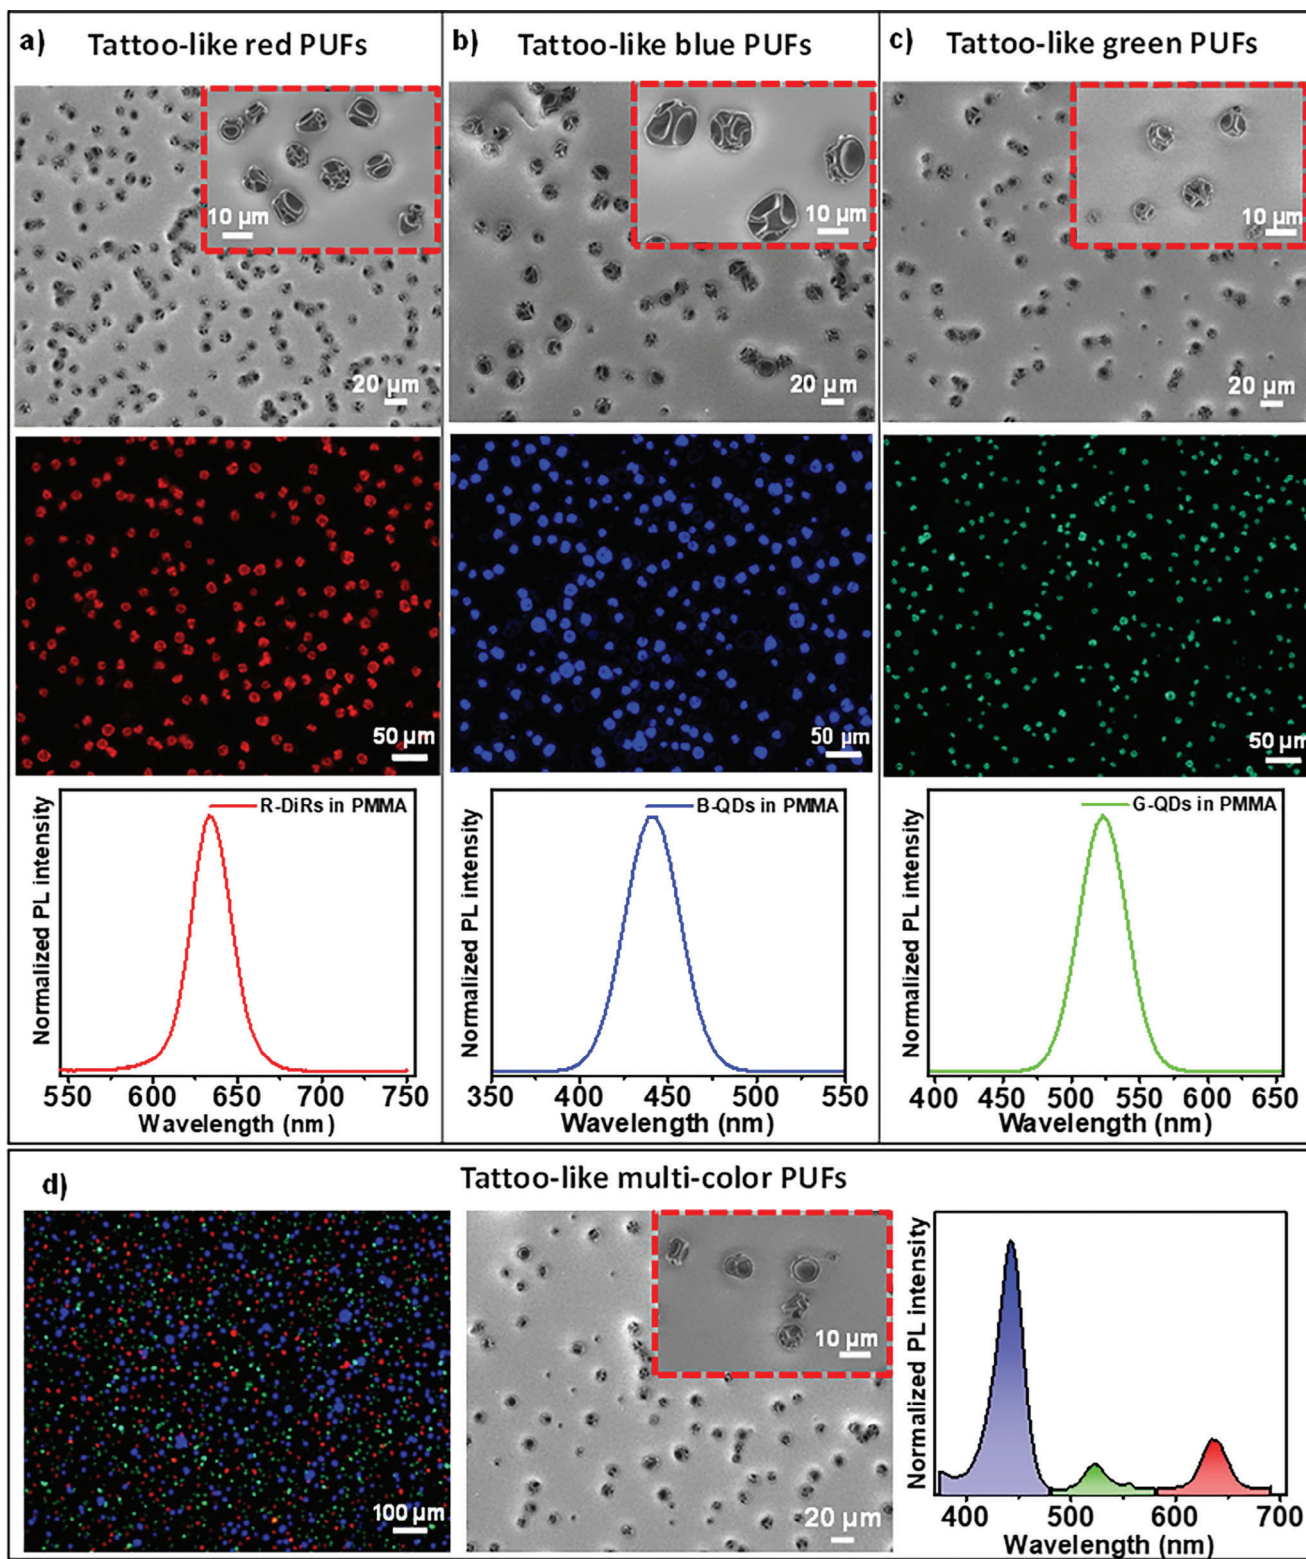 a) Tattoo-like red PUFs
10 µm
20 µm
50 µm
R-DiRs in PMMA
Normalized PL intensity
550 600 650 700 750
Wavelength (nm)
b) Tattoo-like blue PUFs
10 µm
20 µm
50 µm
B-QDs in PMMA
Normalized PL intensity
350 400 450 500 550
Wavelength (nm)
c) Tattoo-like green PUFs
10 µm
20 µm
50 µm
G-QDs in PMMA
Normalized PL intensity
400 450 500 550 600 650
Wavelength (nm)
d) Tattoo-like multi-color PUFs
100 µm
10 µm
20 µm
Normalized PL intensity
400 500 600 700
Wavelength (nm)